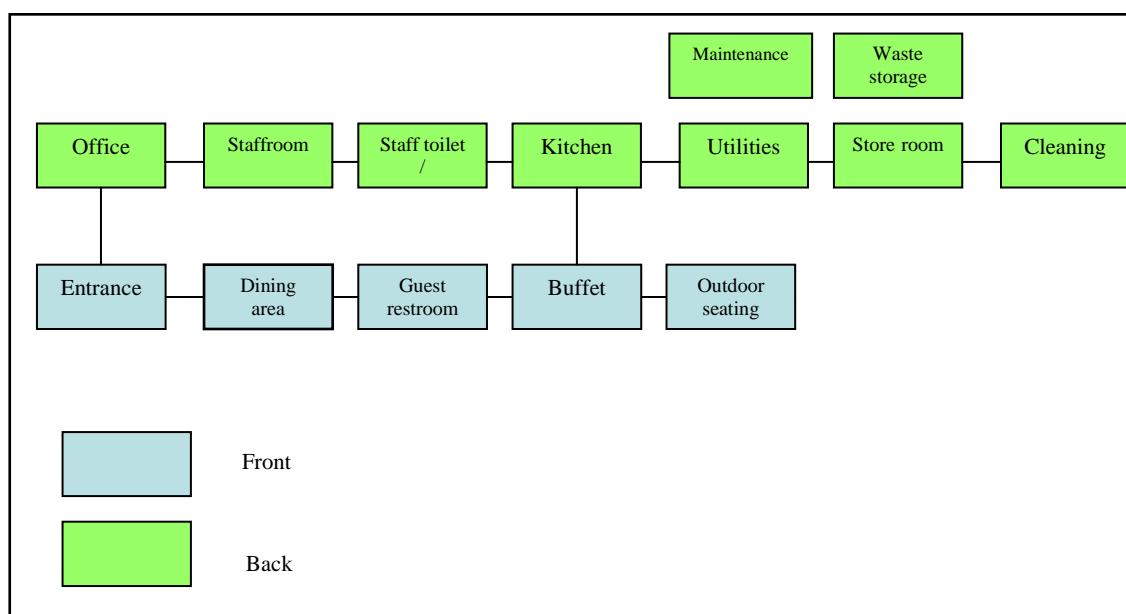 Maintenance
Waste
storage
Office
Staffroom
Staff toilet
/
Kitchen
Utilities
Store room
Cleaning
Entrance
Dining
area
Guest
restroom
Buffet
Outdoor
seating
Front
Back